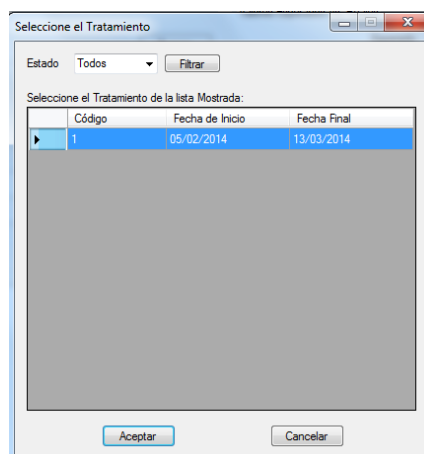 Seleccione el Tratamiento
Estado Todos Filtrar
Seleccione el Tratamiento de la lista Mostrada:
Código Fecha de Inicio Fecha Final
1 05/02/2014 13/03/2014
Aceptar Cancelar